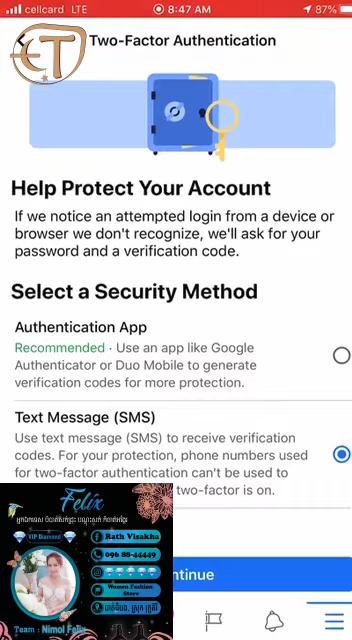 cellcard LTE 8:47 AM 87%
ET
Two-Factor Authentication
Help Protect Your Account
If we notice an attempted login from a device or
browser we don't recognize, we'll ask for your
password and a verification code.
Select a Security Method
Authentication App
Recommended · Use an app like Google
Authenticator or Duo Mobile to generate
verification codes for more protection.
Text Message (SMS)
Use text message (SMS) to receive verification
codes. For your protection, phone numbers used
for two-factor authentication can't be used to
two-factor is on.
ntinue
Felix
VIP Diamond
Rath Visakha
096 88-44449
Women Fashion
Store
Team : Nimol Felix